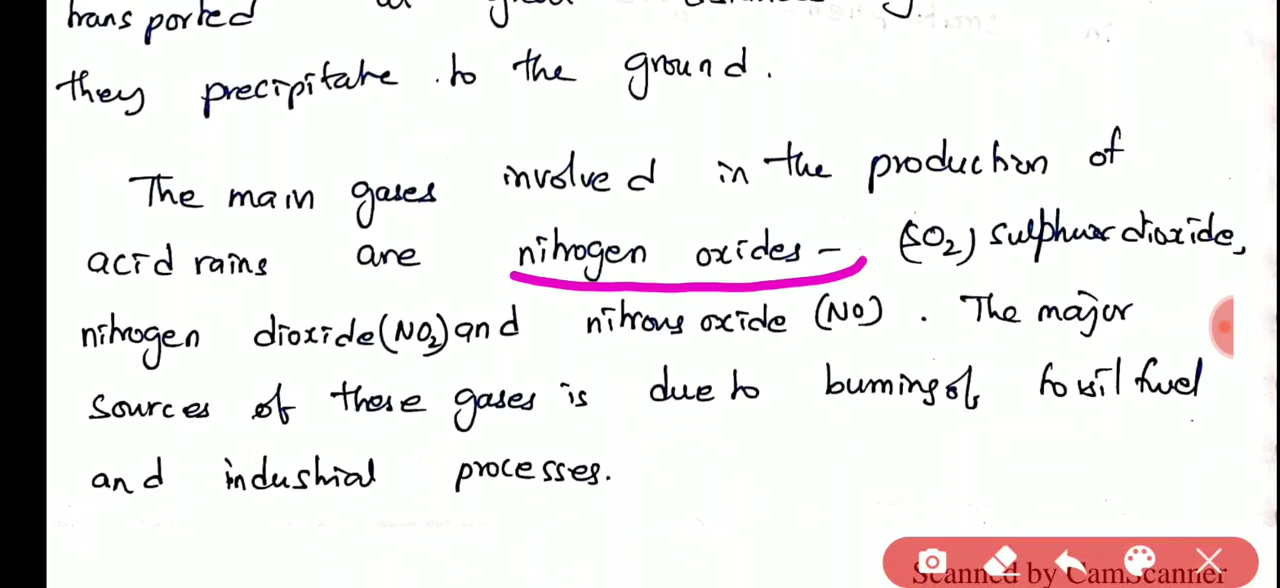 transported
they precipitate to the ground.
The main gases involved in the production of
acid rains are nitrogen oxides - (SO2) sulphur dioxide,
nitrogen dioxide (NO2) and nitrous oxide (NO). The major
sources of these gases is due to burning of fossil fuel
and industrial processes.
Scanned by CamScanner